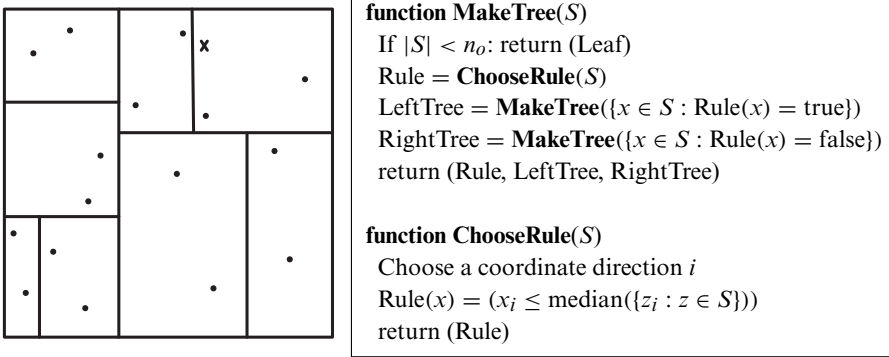 x
function MakeTree(S)
If |S| < n_o: return (Leaf)
Rule = ChooseRule(S)
LeftTree = MakeTree({x ∈ S : Rule(x) = true})
RightTree = MakeTree({x ∈ S : Rule(x) = false})
return (Rule, LeftTree, RightTree)
function ChooseRule(S)
Choose a coordinate direction i
Rule(x) = (x_i ≤ median({z_i : z ∈ S}))
return (Rule)